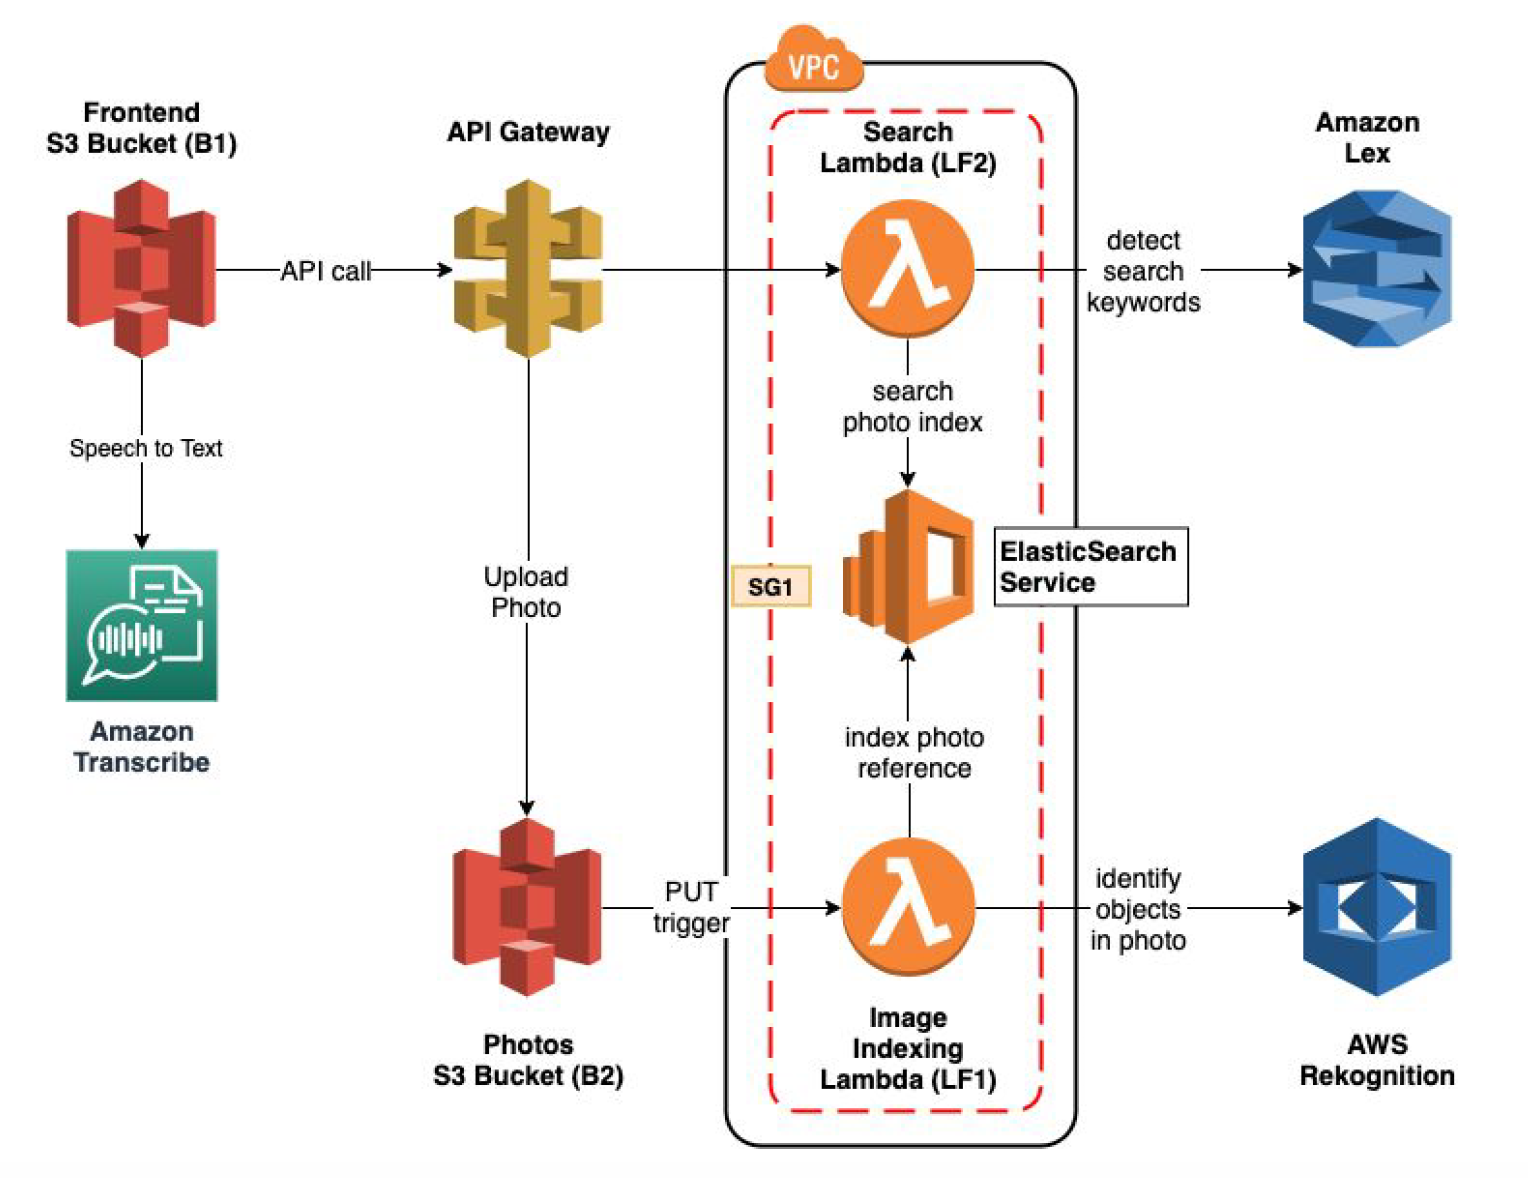 VPC
Frontend
S3 Bucket (B1)
API Gateway
Search
Lambda (LF2)
Amazon
Lex
API call
detect
search
keywords
Speech to Text
search
photo index
Upload
Photo
SG1
ElasticSearch
Service
Amazon
Transcribe
index photo
reference
PUT
trigger
identify
objects
in photo
Photos
S3 Bucket (B2)
Image
Indexing
Lambda (LF1)
AWS
Rekognition